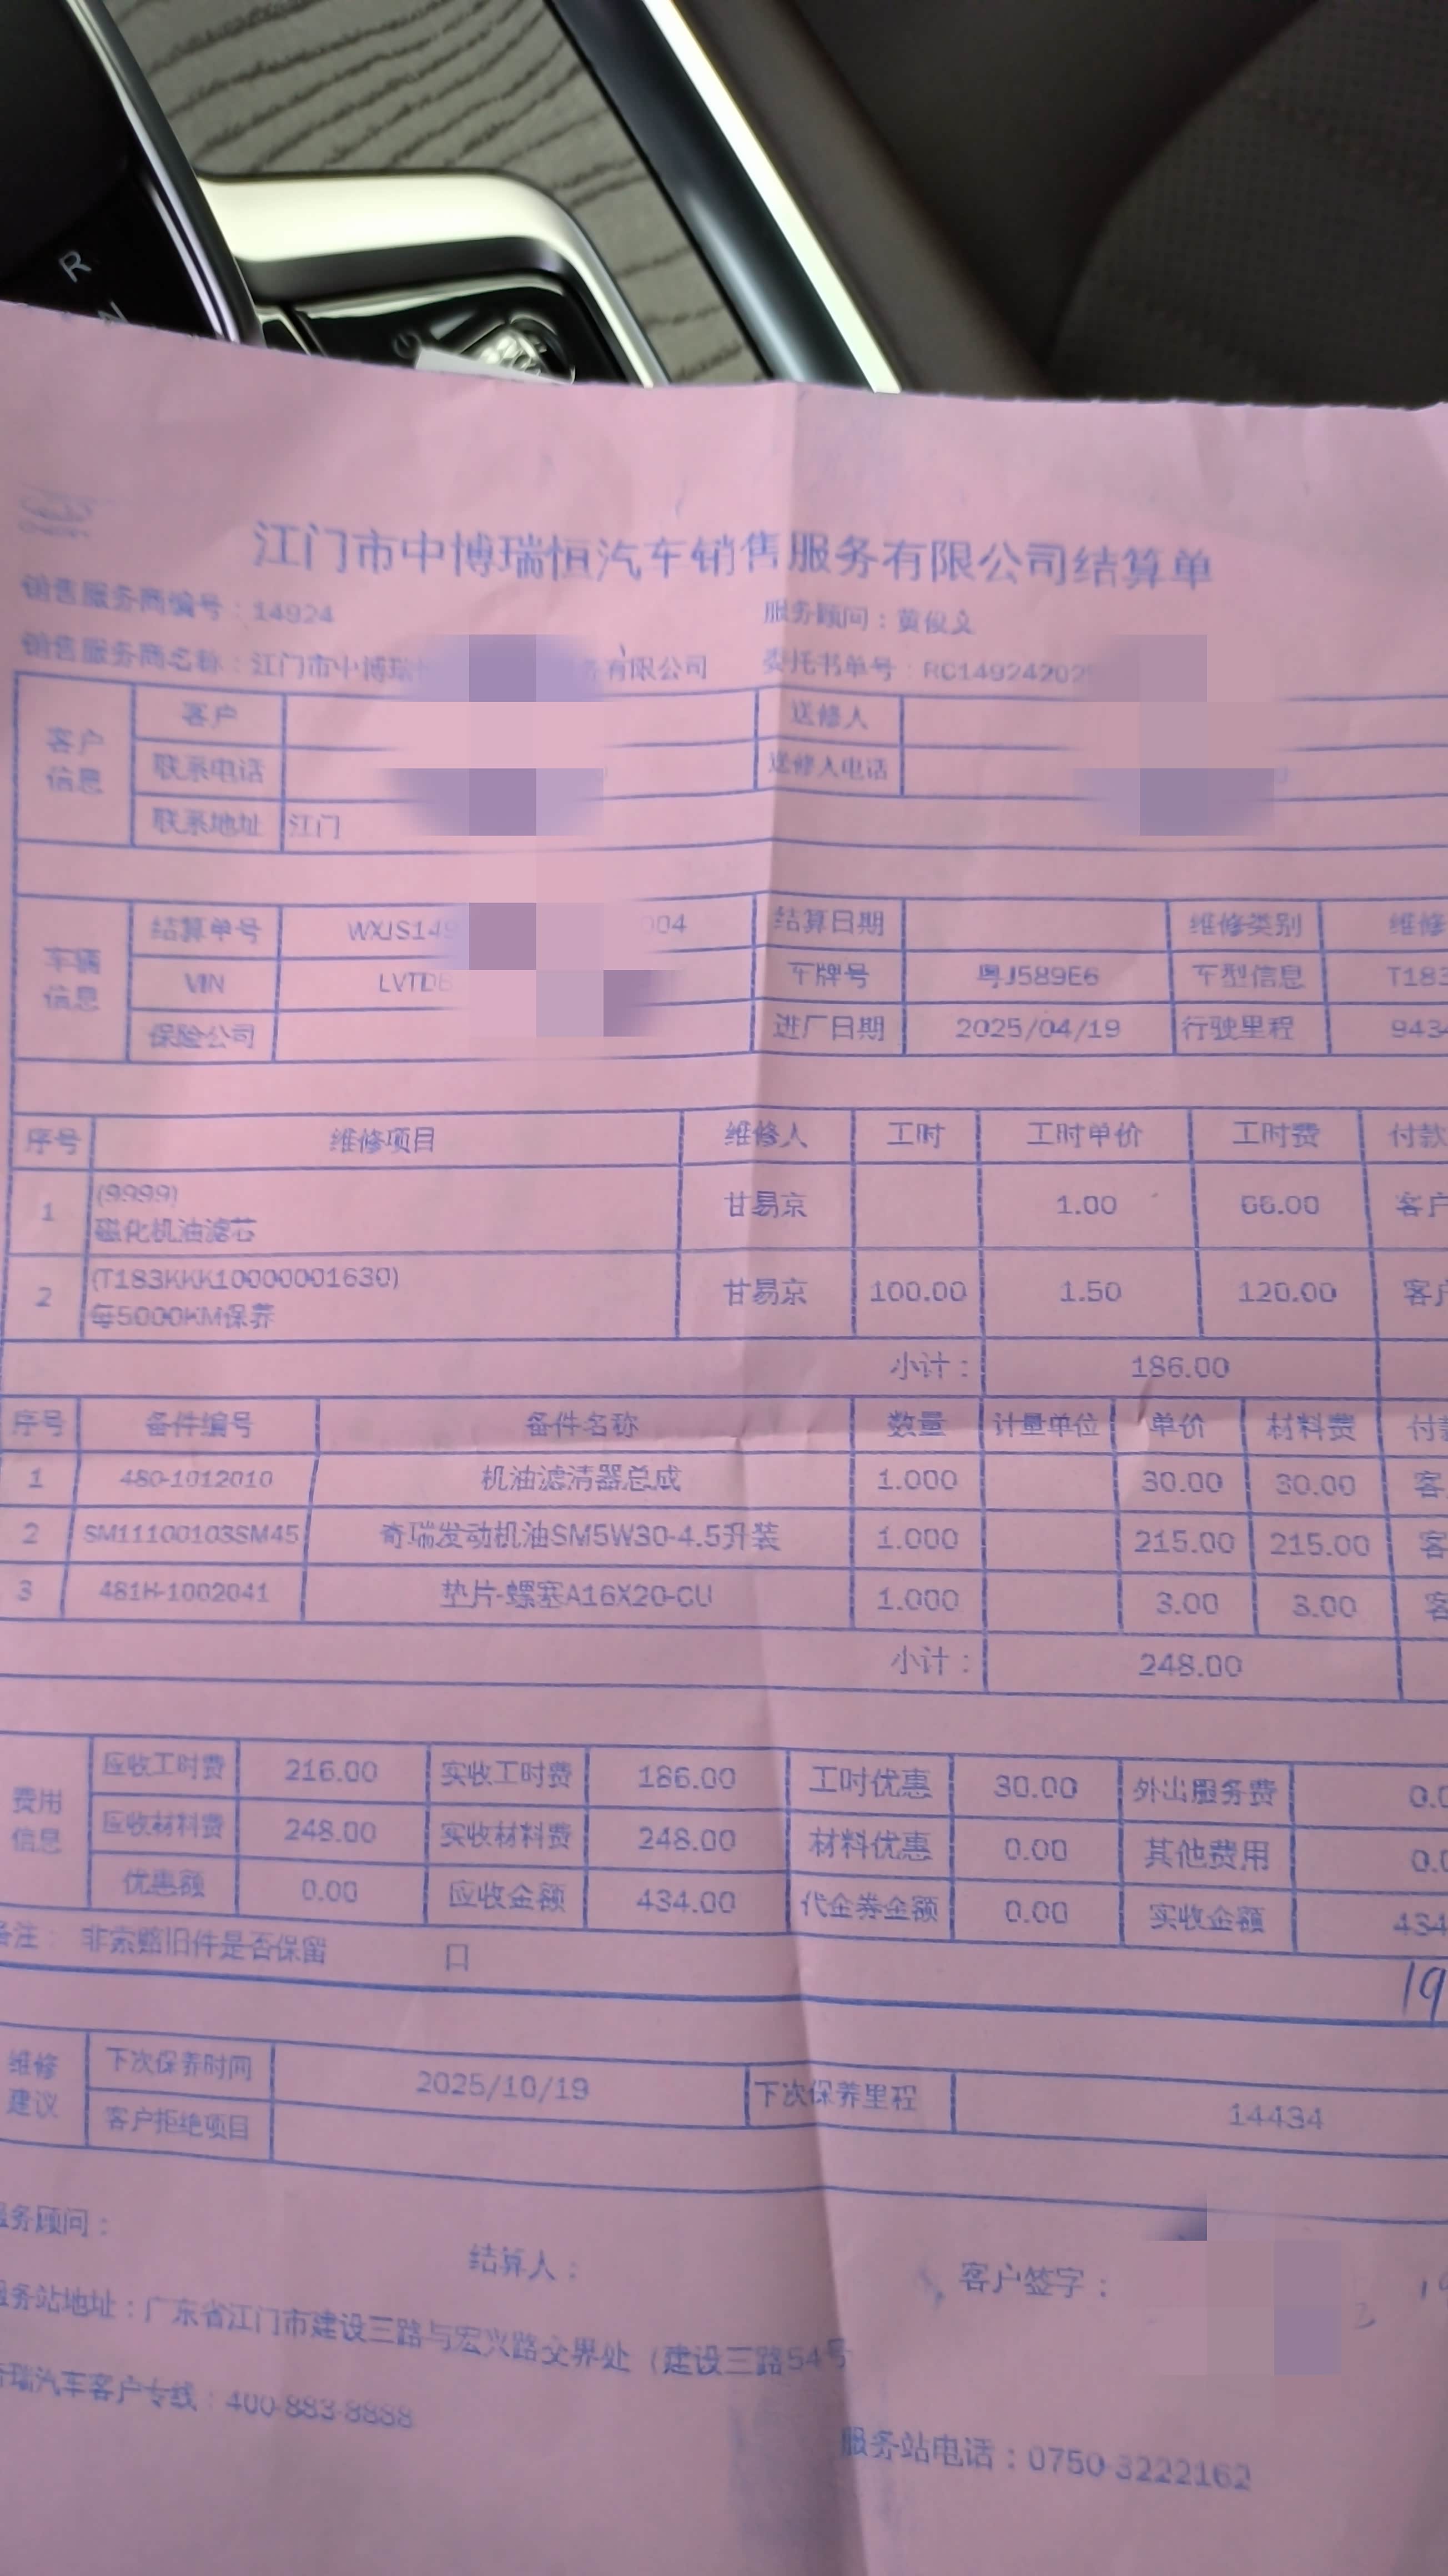 R
N
江门市中博瑞恒汽车销售服务有限公司结算单
销售服务商编号：14924 服务顾问：黄俊文
销售服务商名称：江门市中博瑞 务有限公司 委托书单号：RC14924202
客户信息 客户 送修人
联系电话 送修人电话
联系地址 江门
车辆信息 结算单号 WXJS149 004 结算日期 维修类别 维修
VIN LVTDB 车牌号 粤J589E6 车型信息 T183
保险公司 进厂日期 2025/04/19 行驶里程 943
序号 维修项目 维修人 工时 工时单价 工时费 付款
1 (9999) 磁化机油滤芯 甘易京 1.00 66.00 客户
2 (T183KKK10000001630) 每5000KM保养 甘易京 100.00 1.50 120.00 客户
小计： 186.00
序号 备件编号 备件名称 数量 计量单位 单价 材料费 付款
1 480-1012010 机油滤清器总成 1.000 30.00 30.00 客
2 SM11100103SM45 奇瑞发动机油SM5W30-4.5升装 1.000 215.00 215.00 客
3 481H-1002041 垫片-螺塞A16X20-CU 1.000 3.00 3.00 客
小计： 248.00
费用信息 应收工时费 216.00 实收工时费 186.00 工时优惠 30.00 外出服务费 0.0
应收材料费 248.00 实收材料费 248.00 材料优惠 0.00 其他费用 0.0
优惠额 0.00 应收金额 434.00 代金券金额 0.00 实收金额 434
备注： 非索赔旧件是否保留 口
19
维修建议 下次保养时间 2025/10/19 下次保养里程 14434
客户拒绝项目
服务顾问： 结算人： 客户签字：
服务站地址：广东省江门市建设三路与宏兴路交界处（建设三路54号
奇瑞汽车客户专线：400-883-8888 服务站电话：0750-3222162